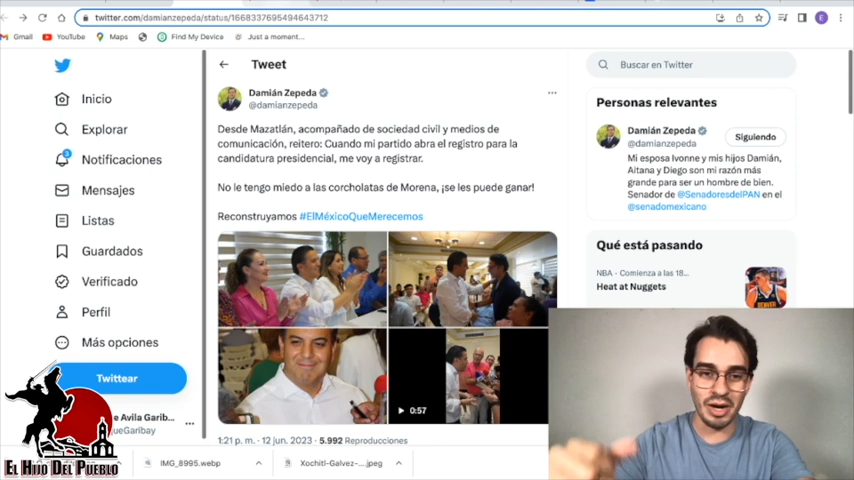 twitter.com/damianzepeda/status/1668337695494643712
Gmail
YouTube
Maps
Find My Device
Just a moment...
Tweet
Buscar en Twitter
Inicio
Explorar
Notificaciones
Mensajes
Listas
Guardados
Verificado
Perfil
Más opciones
Twittear
Damián Zepeda
@damianzepeda
Desde Mazatlán, acompañado de sociedad civil y medios de
comunicación, reitero: Cuando mi partido abra el registro para la
candidatura presidencial, me voy a registrar.
No le tengo miedo a las corcholatas de Morena, ¡se les puede ganar!
Reconstruyamos #ElMéxicoQueMerecemos
0:57
1:21 p. m. · 12 jun. 2023 · 5.992 Reproducciones
Personas relevantes
Damián Zepeda
@damianzepeda
Siguiendo
Mi esposa Ivonne y mis hijos Damián,
Aitana y Diego son mi razón más
grande para ser un hombre de bien.
Senador de @SenadoresdelPAN en el
@senadomexicano
Qué está pasando
NBA · Comienza a las 18...
Heat at Nuggets
e Avila Garib...
ueGaribay
EL HIJO DEL PUEBLO
IMG_8995.webp
Xochitl-Galvez-....jpeg